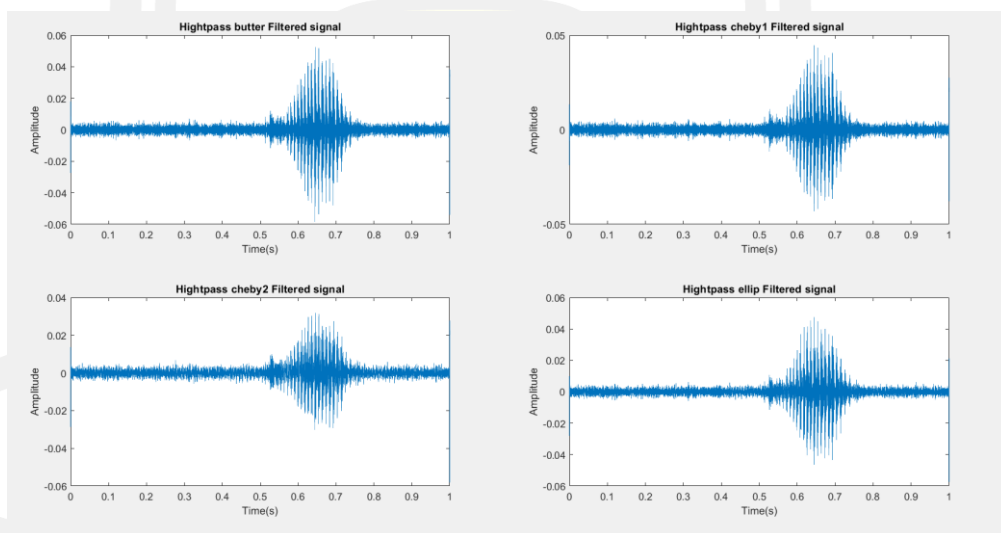 Hightpass butter Filtered signal
0.06
0.04
0.02
0
-0.02
-0.04
-0.06
Amplitude
0 0.1 0.2 0.3 0.4 0.5 0.6 0.7 0.8 0.9 1
Time(s)
Hightpass cheby1 Filtered signal
0.05
0
-0.05
Amplitude
0 0.1 0.2 0.3 0.4 0.5 0.6 0.7 0.8 0.9 1
Time(s)
Hightpass cheby2 Filtered signal
0.04
0.02
0
-0.02
-0.04
-0.06
Amplitude
0 0.1 0.2 0.3 0.4 0.5 0.6 0.7 0.8 0.9 1
Time(s)
Hightpass ellip Filtered signal
0.06
0.04
0.02
0
-0.02
-0.04
-0.06
Amplitude
0 0.1 0.2 0.3 0.4 0.5 0.6 0.7 0.8 0.9 1
Time(s)